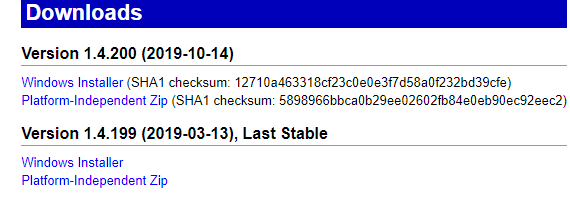 Downloads
Version 1.4.200 (2019-10-14)
Windows Installer (SHA1 checksum: 12710a463318cf23c0e0e3f7d58a0f232bd39cfe)
Platform-Independent Zip (SHA1 checksum: 5898966bbca0b29ee02602fb84e0eb90ec92eec2)
Version 1.4.199 (2019-03-13), Last Stable
Windows Installer
Platform-Independent Zip